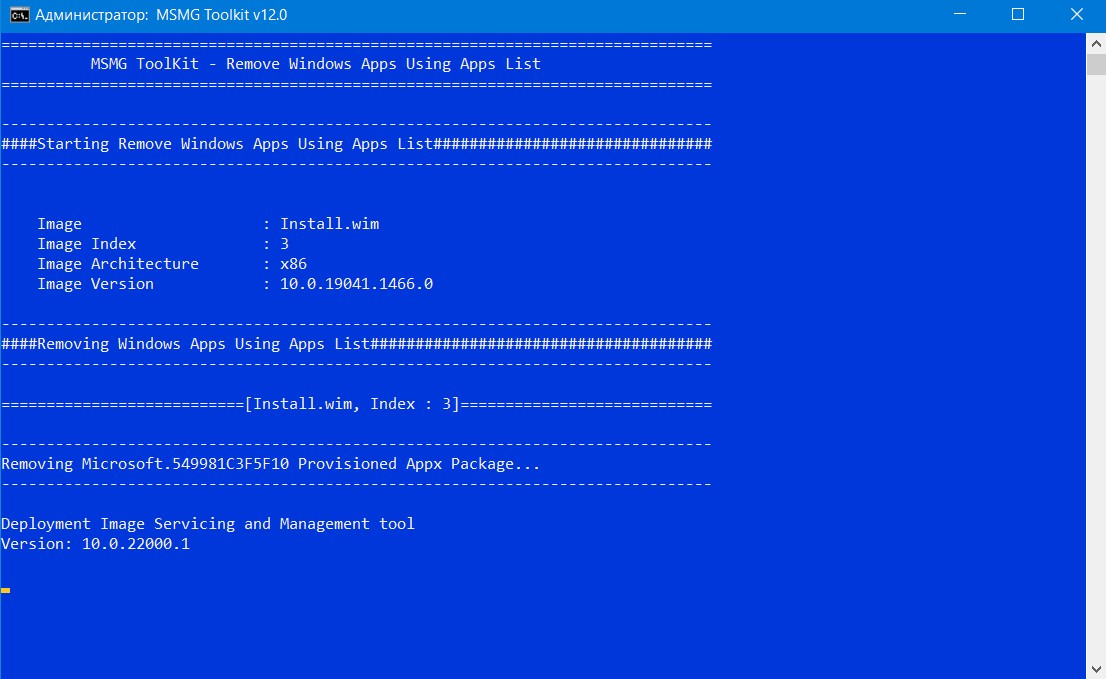 Администратор: MSMG Toolkit v12.0
===============================================================================
          MSMG ToolKit - Remove Windows Apps Using Apps List
===============================================================================
-------------------------------------------------------------------------------
####Starting Remove Windows Apps Using Apps List###############################
-------------------------------------------------------------------------------
    Image                    : Install.wim
    Image Index              : 3
    Image Architecture       : x86
    Image Version            : 10.0.19041.1466.0
-------------------------------------------------------------------------------
####Removing Windows Apps Using Apps List######################################
-------------------------------------------------------------------------------
===========================[Install.wim, Index : 3]============================
-------------------------------------------------------------------------------
Removing Microsoft.549981C3F5F10 Provisioned Appx Package...
-------------------------------------------------------------------------------
Deployment Image Servicing and Management tool
Version: 10.0.22000.1